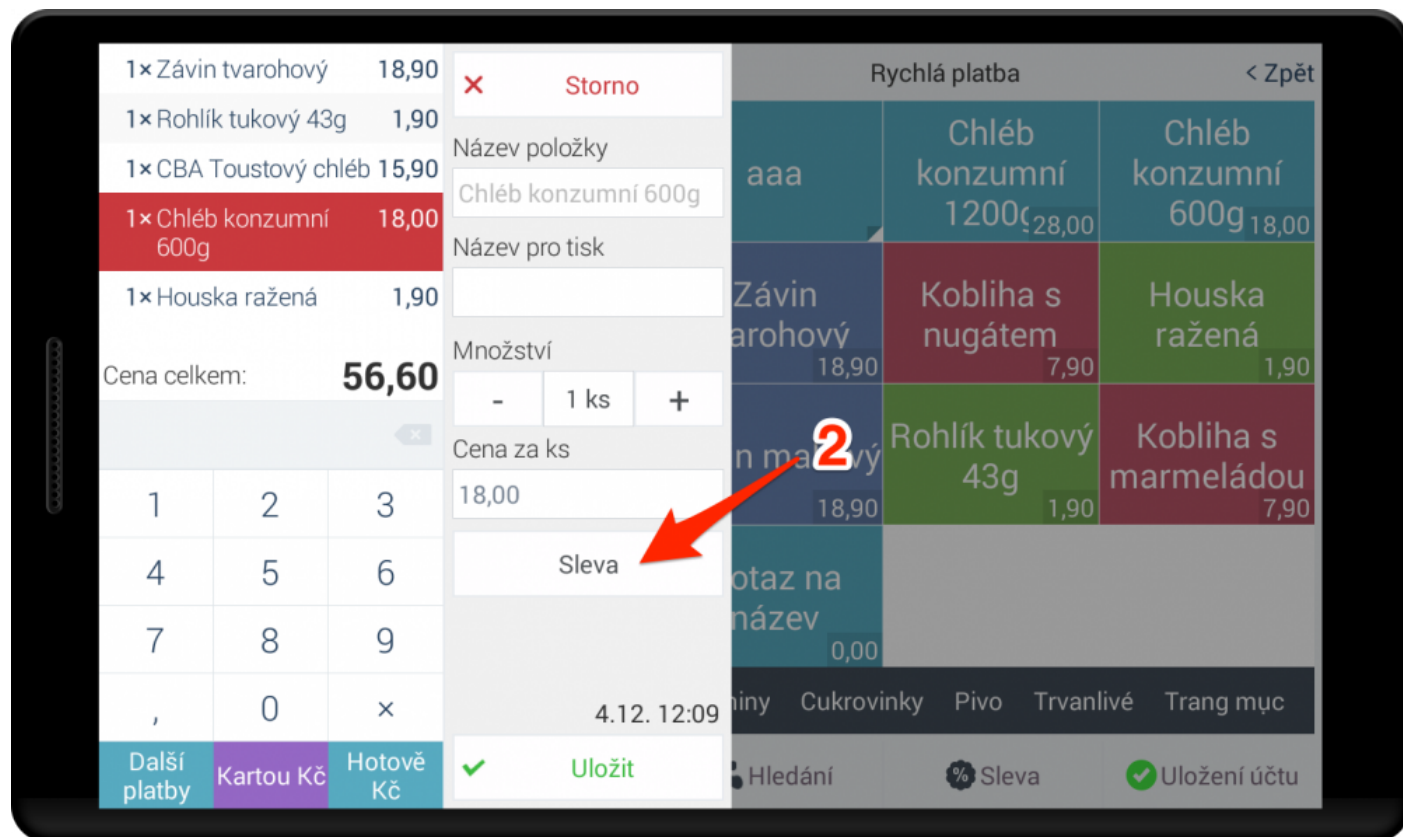 1× Závin tvarohový 18,90
1× Rohlík tukový 43g 1,90
1× CBA Toustový chléb 15,90
1× Chléb konzumní 18,00
600g
1× Houska ražená 1,90
Cena celkem: 56,60
1 2 3
4 5 6
7 8 9
, 0 ×
Další
platby
Kartou Kč
Hotově
Kč
Storno
Název položky
Chléb konzumní 600g
Název pro tisk
Množství
- 1 ks +
Cena za ks
18,00
Sleva
4.12. 12:09
Uložit
2
Rychlá platba
< Zpět
aaa
Chléb
konzumní
1200g
28,00
Chléb
konzumní
600g
18,00
Závin
arohový
18,90
Kobliha s
nugátem
7,90
Houska
ražená
1,90
18,90
Rohlík tukový
43g
1,90
Kobliha s
marmeládou
7,90
otaz na
název
0,00
niny Cukrovinky Pivo Trvanlivé Trang mục
Hledání
% Sleva
Uložení účtu